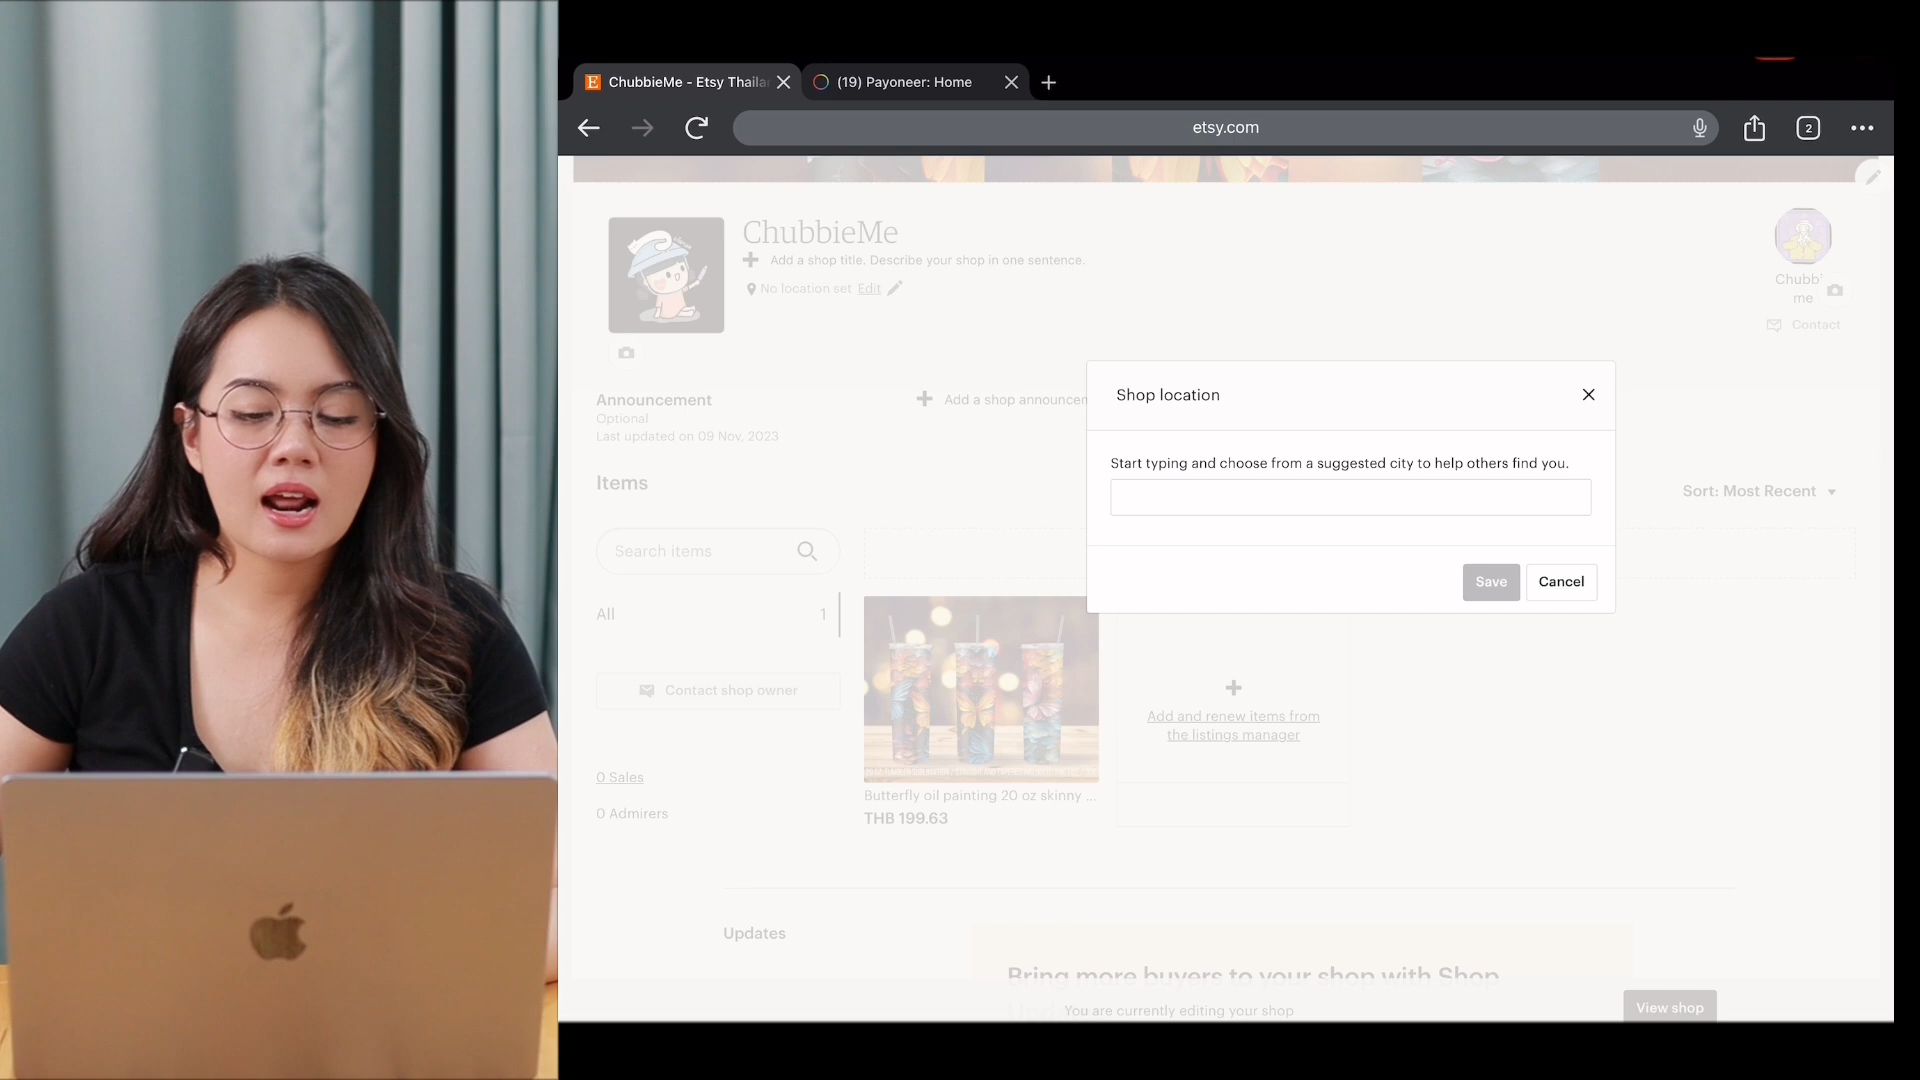 ChubbieMe - Etsy Thaila
(19) Payoneer: Home
etsy.com
2
ChubbieMe
Add a shop title. Describe your shop in one sentence.
No location set Edit
Chubb
me
Contact
Announcement
Optional
Last updated on 09 Nov, 2023
Add a shop announcen
Shop location
Start typing and choose from a suggested city to help others find you.
Save
Cancel
Items
Sort: Most Recent
Search items
All 1
Contact shop owner
0 Sales
0 Admirers
Butterfly oil painting 20 oz skinny ...
THB 199.63
Add and renew items from
the listings manager
Updates
Bring more buyers to your shop with Shop
You are currently editing your shop
View shop